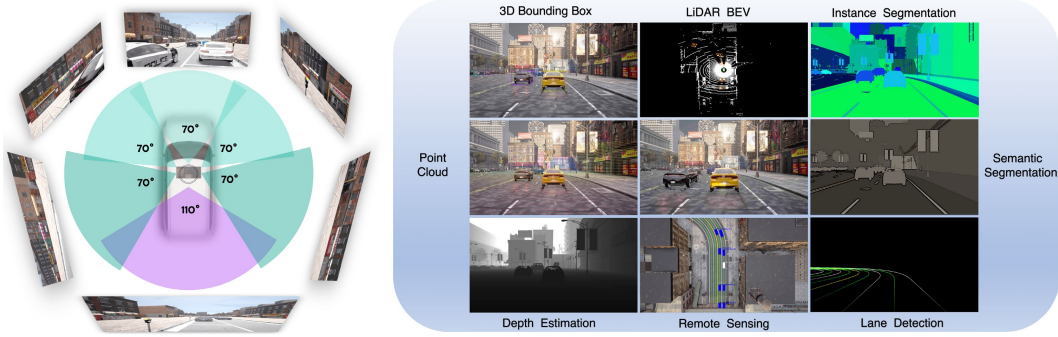 70°
70°
70°
70°
70°
110°
3D Bounding Box
LiDAR BEV
Instance Segmentation
Point
Cloud
Semantic
Segmentation
Depth Estimation
Remote Sensing
Lane Detection